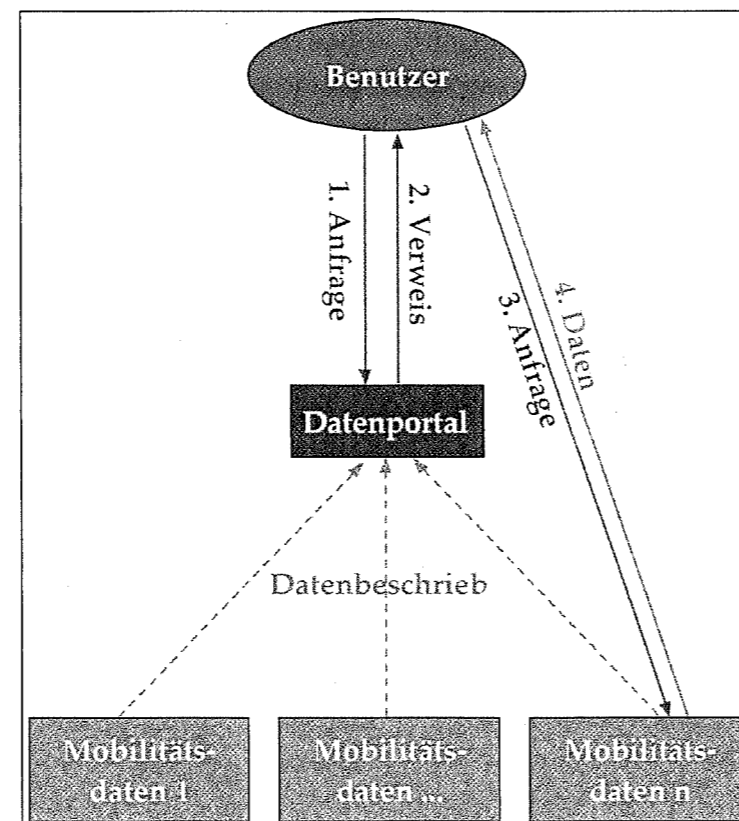 Benutzer
1. Anfrage
2. Verweis
3. Anfrage
4. Daten
Datenportal
Datenbeschrieb
Mobilitäts-
daten 1
Mobilitäts-
daten ...
Mobilitäts-
daten n